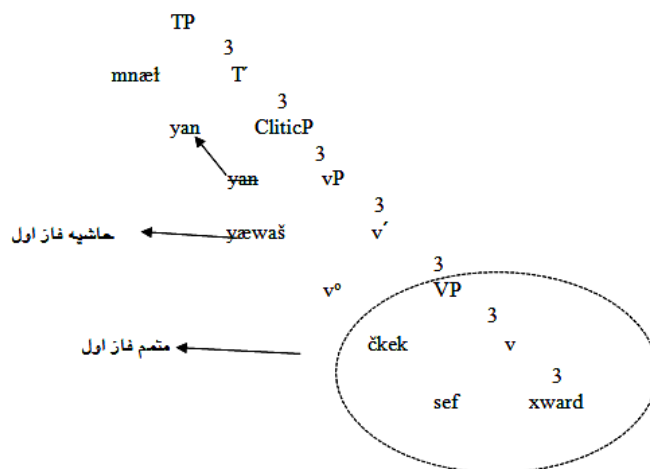 TP
3
mnæł T´
3
yan CliticP
3
yan vP
3
حاشیه فاز اول yæwaš v´
3
vº VP
3
متمم فاز اول čkek v
3
sef xward